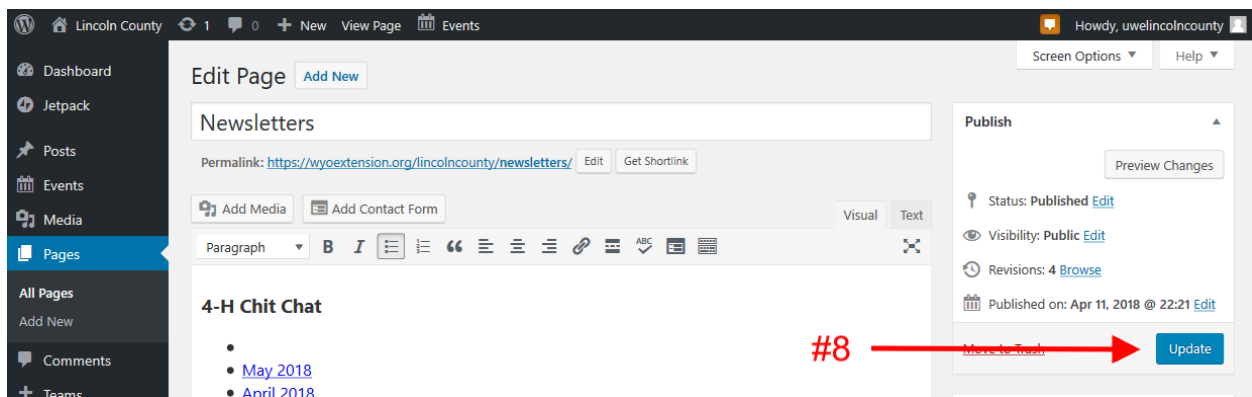 Lincoln County 1 0 New View Page Events Howdy, uwelincolncounty
Screen Options Help
Dashboard
Edit Page Add New
Jetpack
Newsletters
Publish
Posts
Permalink: https://wyoextension.org/lincolncounty/newsletters/ Edit Get Shortlink
Preview Changes
Events
Status: Published Edit
Media
Add Media Add Contact Form Visual Text
Visibility: Public Edit
Pages
Paragraph B I ABC
Revisions: 4 Browse
All Pages
4-H Chit Chat
Published on: Apr 11, 2018 @ 22:21 Edit
Add New
#8 Move to Trash Update
Comments
May 2018
Teams
April 2018